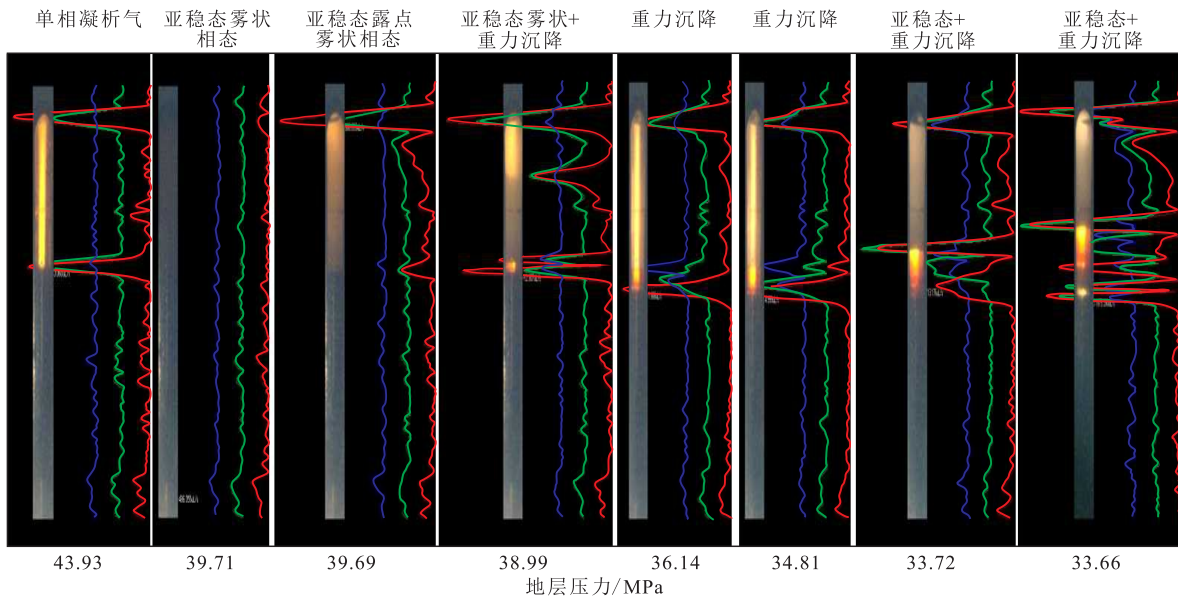 单相凝析气
亚稳态雾状
相态
亚稳态露点
雾状相态
亚稳态雾状+
重力沉降
重力沉降
重力沉降
亚稳态+
重力沉降
亚稳态+
重力沉降
43.93
39.71
39.69
38.99
36.14
34.81
33.72
33.66
地层压力/MPa